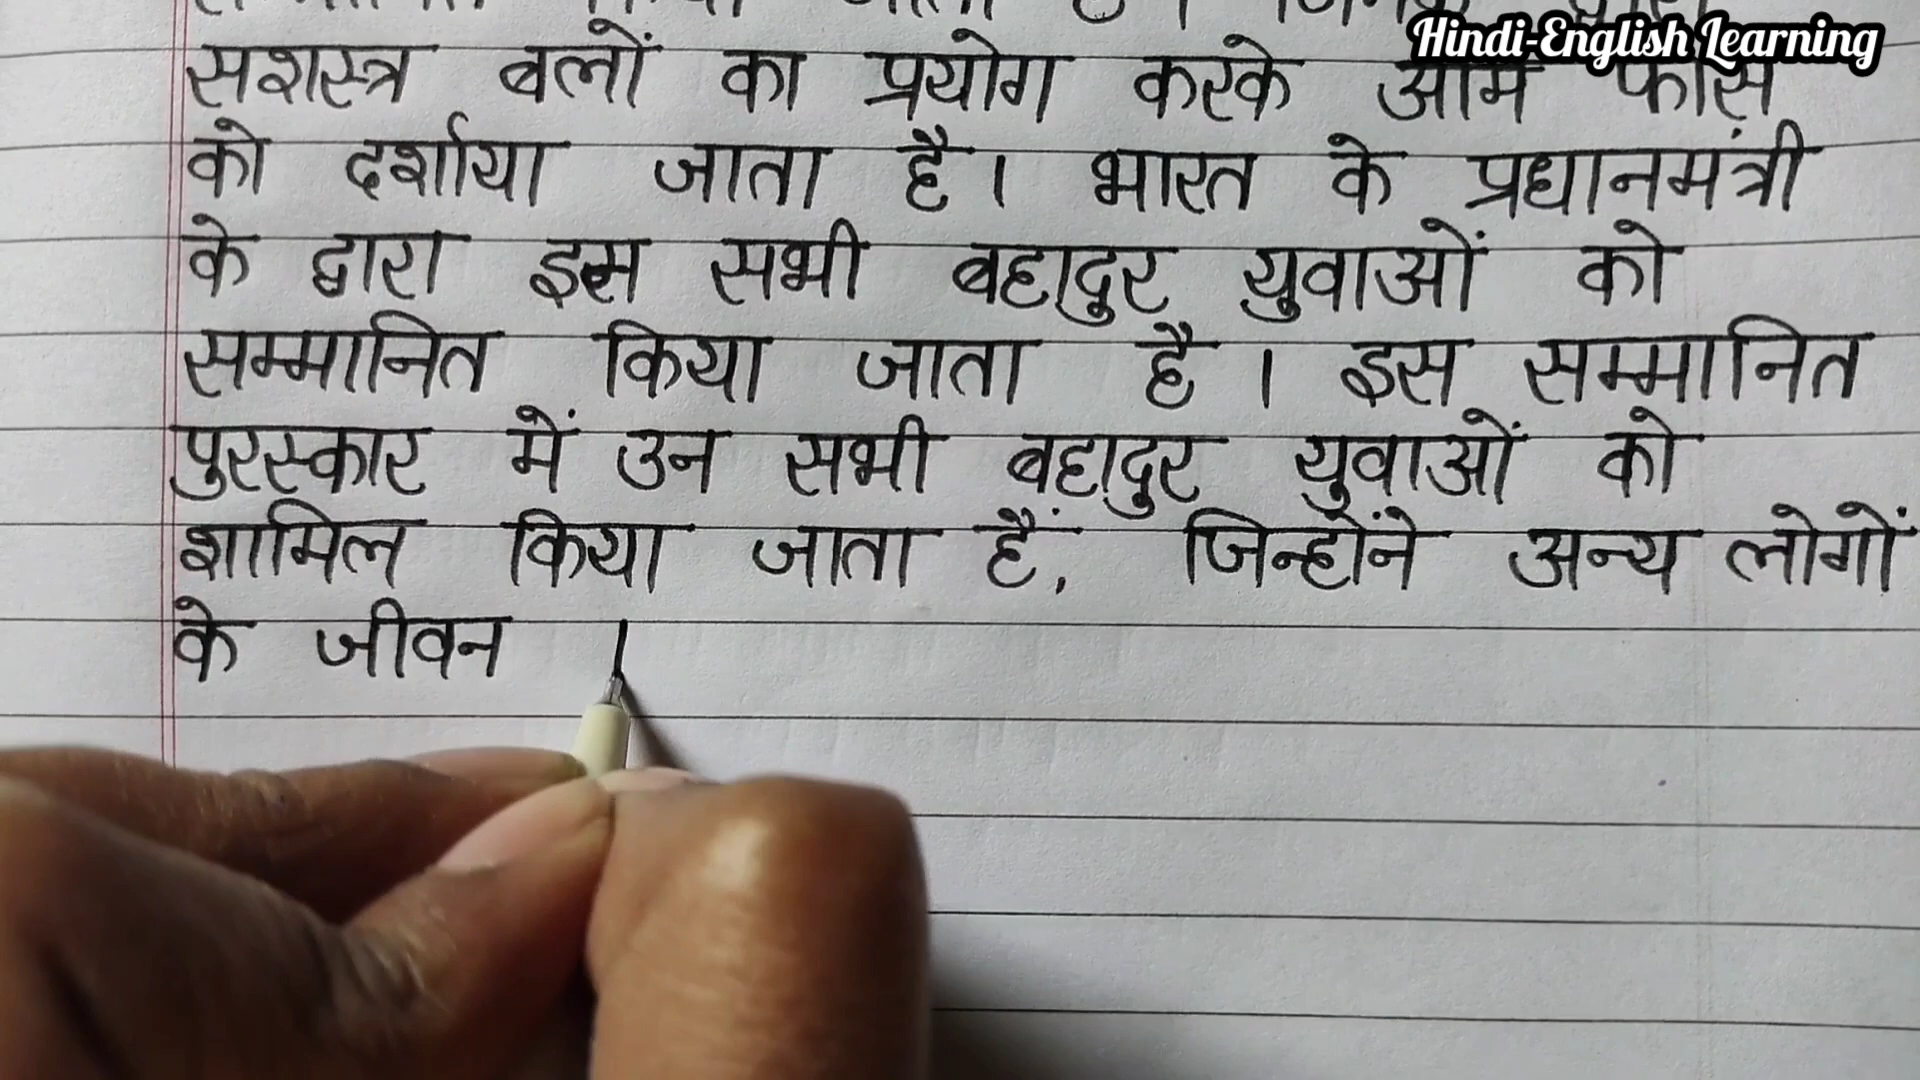 Hindi-English Learning
सशस्त्र बलों का प्रयोग करके आर्म फोर्स
को दर्शाया जाता है। भारत के प्रधानमंत्री
के द्वारा इस सभी बहादुर युवाओं को
सम्मानित किया जाता है। इस सम्मानित
पुरस्कार में उन सभी बहादुर युवाओं को
शामिल किया जाता हैं, जिन्होंने अन्य लोगों
के जीवन